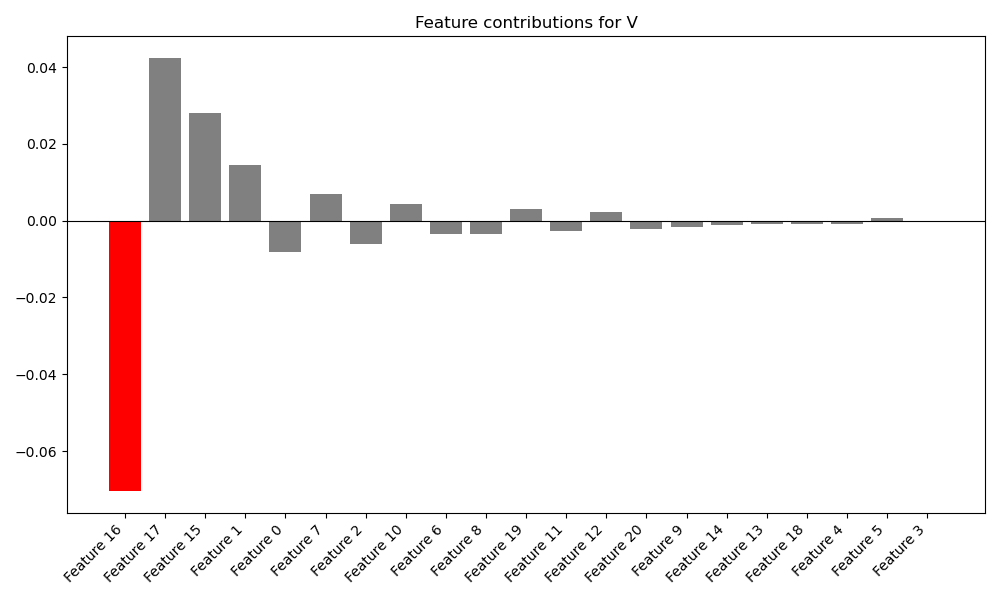 Feature contributions for V
0.04
0.02
0.00
−0.02
−0.04
−0.06
Feature 16
Feature 17
Feature 15
Feature 1
Feature 0
Feature 7
Feature 2
Feature 10
Feature 6
Feature 8
Feature 19
Feature 11
Feature 12
Feature 20
Feature 9
Feature 14
Feature 13
Feature 18
Feature 4
Feature 5
Feature 3